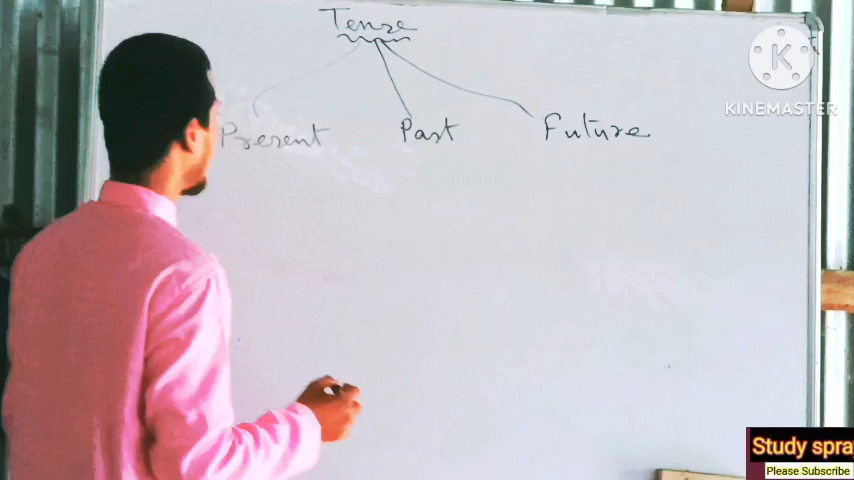 Tense
Present Past Future
K
KINEMASTER
Study spra
Please Subscribe